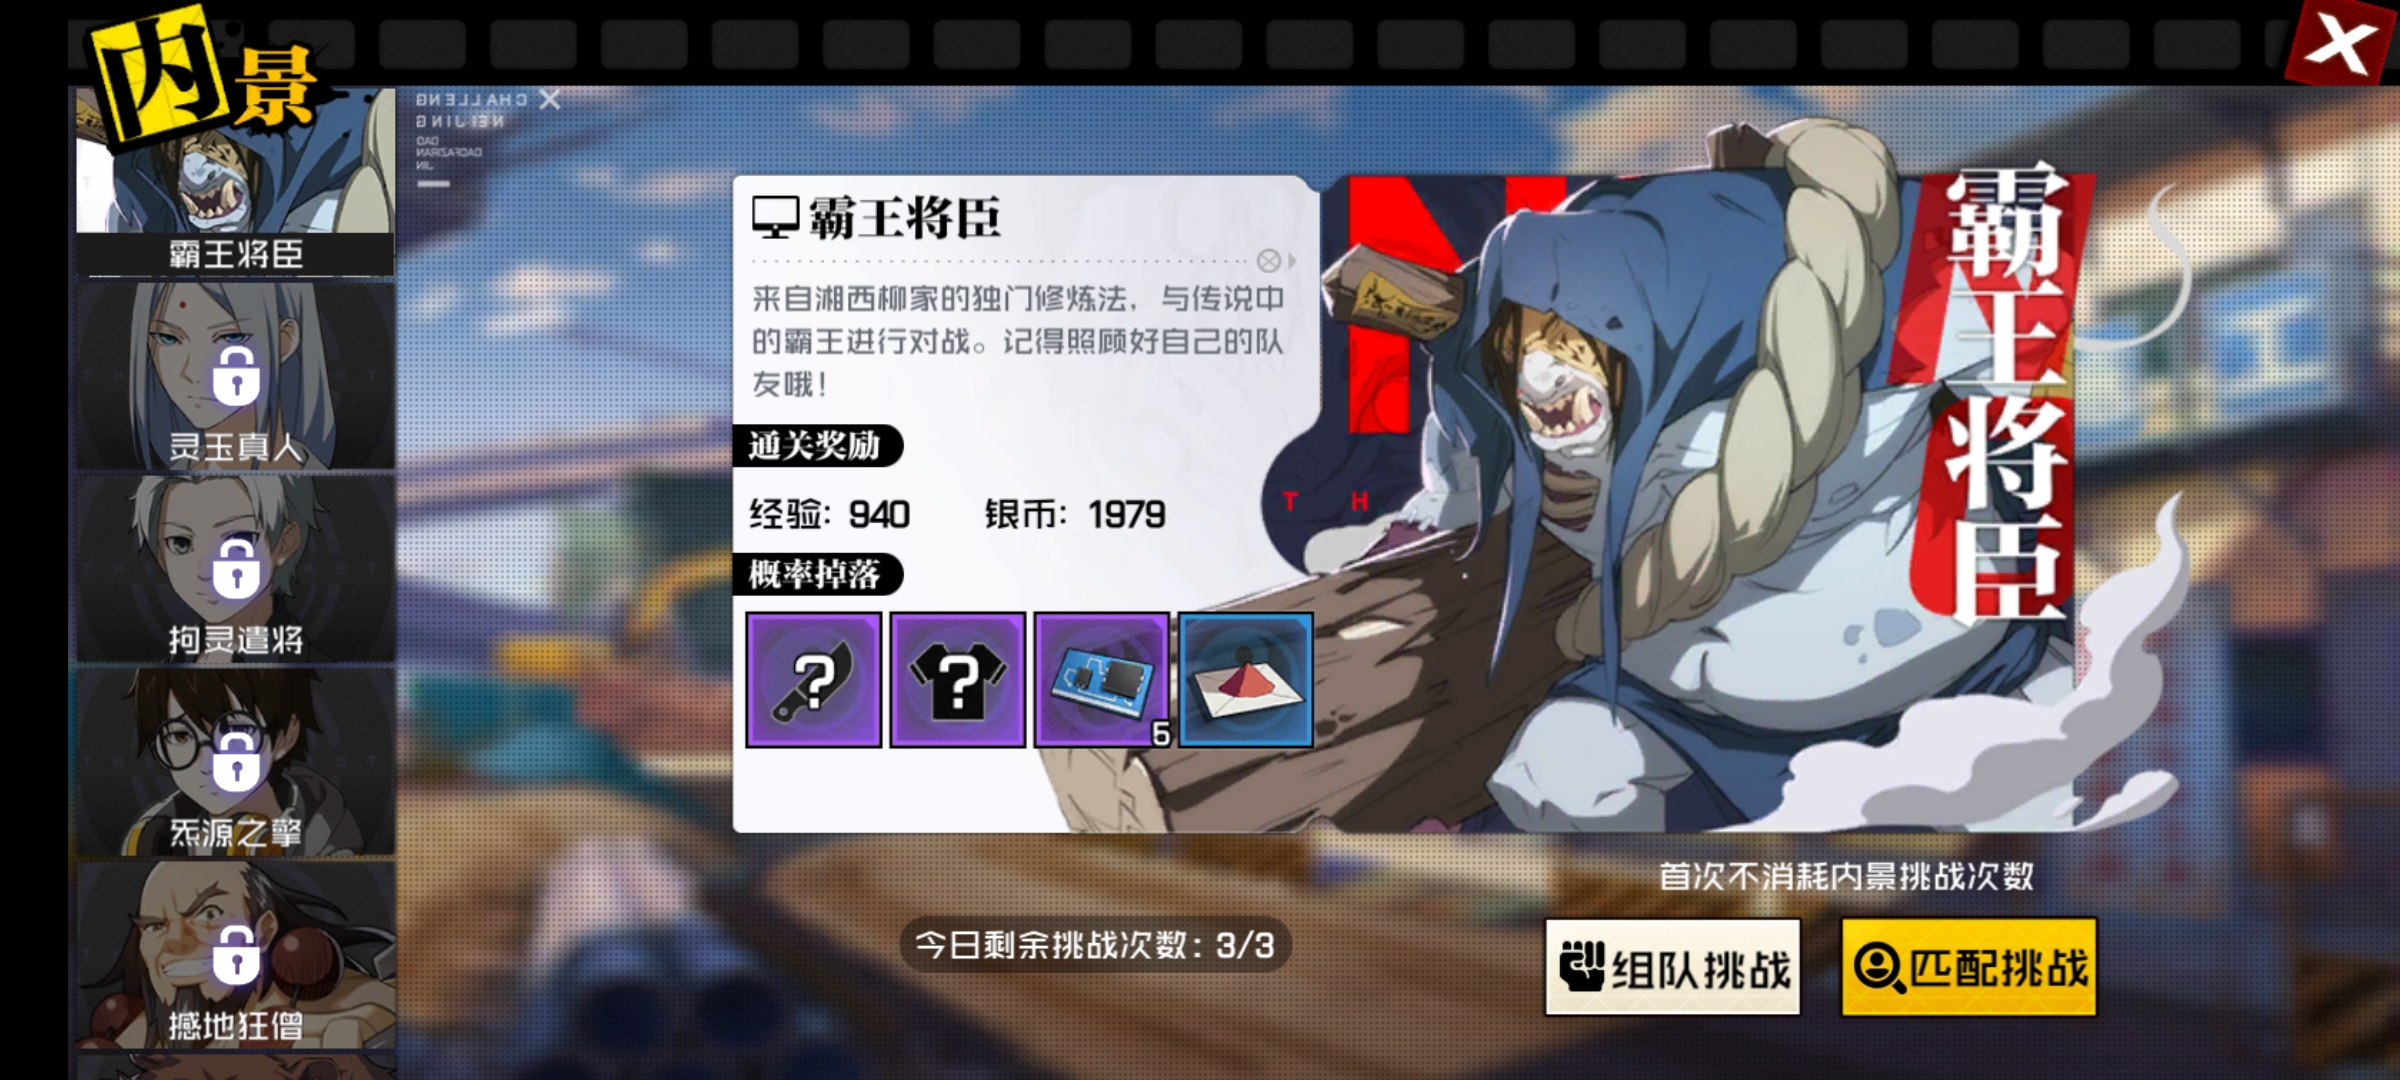 内景
霸王将臣
灵玉真人
拘灵遣将
炁源之擎
撼地狂僧
CHALLENG
NEIJING
DAO
DAOFAZIRAN
JIN
霸王将臣
来自湘西柳家的独门修炼法，与传说中
的霸王进行对战。记得照顾好自己的队
友哦！
通关奖励
经验: 940 银币: 1979
概率掉落
?
?
5
T H
霸王将臣
首次不消耗内景挑战次数
今日剩余挑战次数: 3/3
组队挑战
匹配挑战